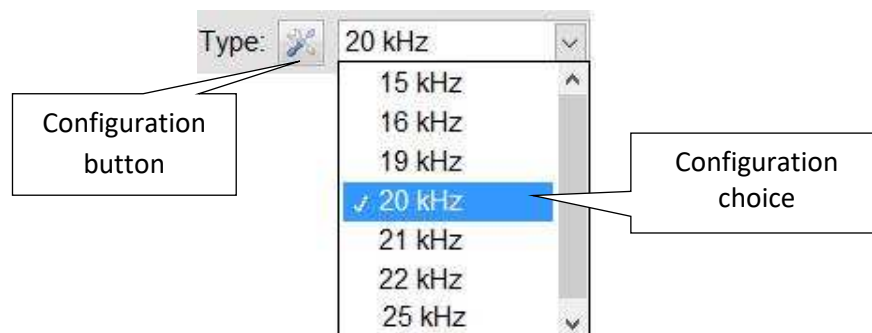 Type: 20 kHz
15 kHz
16 kHz
19 kHz
✓ 20 kHz
21 kHz
22 kHz
25 kHz
Configuration
button
Configuration
choice